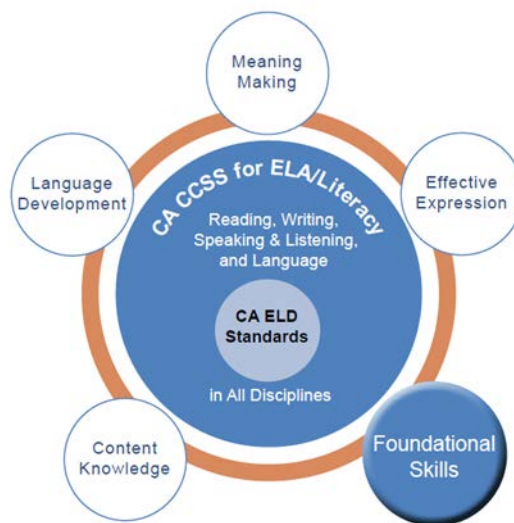 Meaning
Making
Language
Development
Effective
Expression
CA CCSS for ELA/Literacy
Reading, Writing,
Speaking & Listening,
and Language
CA ELD
Standards
in All Disciplines
Content
Knowledge
Foundational
Skills